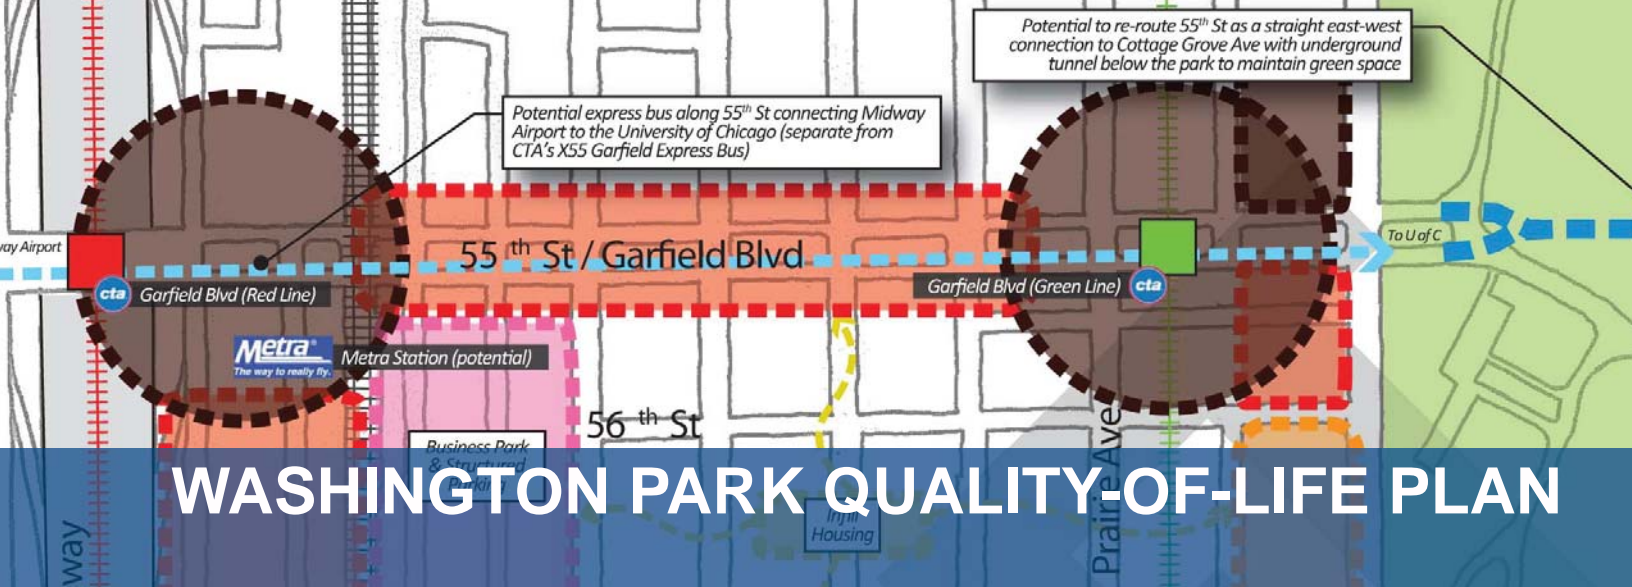 Potential to re-route 55th St as a straight east-west
connection to Cottage Grove Ave with underground
tunnel below the park to maintain green space
Potential express bus along 55th St connecting Midway
Airport to the University of Chicago (separate from
CTA's X55 Garfield Express Bus)
way Airport
55 th St / Garfield Blvd
To U of C
cta
Garfield Blvd (Red Line)
Garfield Blvd (Green Line)
cta
Metra
The way to really fly.
Metra Station (potential)
56 th St
Prairie Ave
Business Park
& Structured
Parking
WASHINGTON PARK QUALITY-OF-LIFE PLAN
Infill
Housing
way